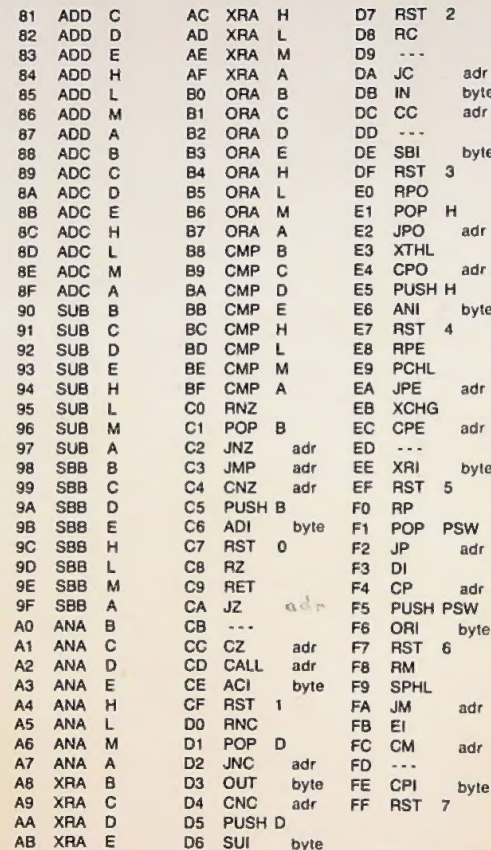 81 ADD C
82 ADD D
83 ADD E
84 ADD H
85 ADD L
86 ADD M
87 ADD A
88 ADC B
89 ADC C
8A ADC D
8B ADC E
8C ADC H
8D ADC L
8E ADC M
8F ADC A
90 SUB B
91 SUB C
92 SUB D
93 SUB E
94 SUB H
95 SUB L
96 SUB M
97 SUB A
98 SBB B
99 SBB C
9A SBB D
9B SBB E
9C SBB H
9D SBB L
9E SBB M
9F SBB A
A0 ANA B
A1 ANA C
A2 ANA D
A3 ANA E
A4 ANA H
A5 ANA L
A6 ANA M
A7 ANA A
A8 XRA B
A9 XRA C
AA XRA D
AB XRA E
AC XRA H
AD XRA L
AE XRA M
AF XRA A
B0 ORA B
B1 ORA C
B2 ORA D
B3 ORA E
B4 ORA H
B5 ORA L
B6 ORA M
B7 ORA A
B8 CMP B
B9 CMP C
BA CMP D
BB CMP E
BC CMP H
BD CMP L
BE CMP M
BF CMP A
C0 RNZ
C1 POP B
C2 JNZ adr
C3 JMP adr
C4 CNZ adr
C5 PUSH B
C6 ADI byte
C7 RST 0
C8 RZ
C9 RET
CA JZ adr
CB ---
CC CZ adr
CD CALL adr
CE ACI byte
CF RST 1
D0 RNC
D1 POP D
D2 JNC adr
D3 OUT byte
D4 CNC adr
D5 PUSH D
D6 SUI byte
D7 RST 2
D8 RC
D9 ---
DA JC adr
DB IN byte
DC CC adr
DD ---
DE SBI byte
DF RST 3
E0 RPO
E1 POP H
E2 JPO adr
E3 XTHL
E4 CPO adr
E5 PUSH H
E6 ANI byte
E7 RST 4
E8 RPE
E9 PCHL
EA JPE adr
EB XCHG
EC CPE adr
ED ---
EE XRI byte
EF RST 5
F0 RP
F1 POP PSW
F2 JP adr
F3 DI
F4 CP adr
F5 PUSH PSW
F6 ORI byte
F7 RST 6
F8 RM
F9 SPHL
FA JM adr
FB EI
FC CM adr
FD ---
FE CPI byte
FF RST 7